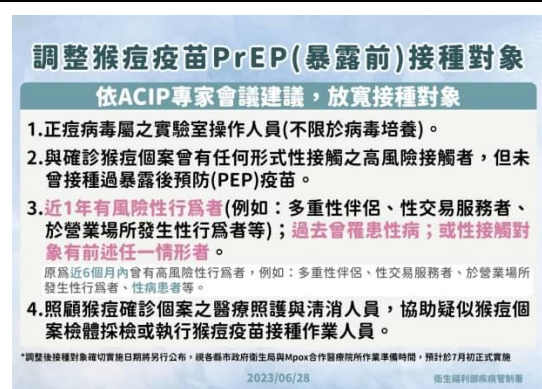 調整猴痘疫苗PrEP(暴露前)接種對象
依ACIP專家會議建議，放寬接種對象
1.正痘病毒屬之實驗室操作人員(不限於病毒培養)。
2.與確診猴痘個案曾有任何形式性接觸之高風險接觸者，但未
曾接種過暴露後預防(PEP)疫苗。
3.近1年有風險性行為者(例如：多重性伴侶、性交易服務者、
於營業場所發生性行為者等)；過去曾罹患性病；或性接觸對
象有前述任一情形者。
原為近6個月內曾有高風險性行為者，例如：多重性伴侶、性交易服務者、於營業場所
發生性行為者、性病患者等。
4.照顧猴痘確診個案之醫療照護與清消人員，協助疑似猴痘個
案檢體採檢或執行猴痘疫苗接種作業人員。
*調整後接種對象確切實施日期將另行公布，視各縣市政府衛生局與Mpox合作醫療院所作業準備時間，預計於7月初正式實施
2023/06/28
衛生福利部疾病管制署